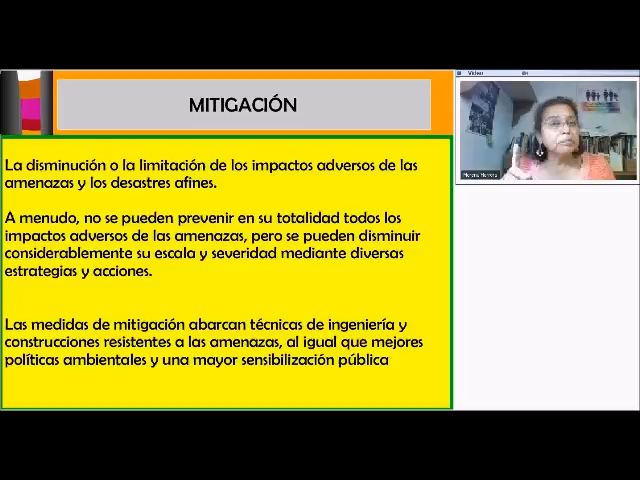 MITIGACIÓN
Video
La disminución o la limitación de los impactos adversos de las
amenazas y los desastres afines.
A menudo, no se pueden prevenir en su totalidad todos los
impactos adversos de las amenazas, pero se pueden disminuir
considerablemente su escala y severidad mediante diversas
estrategias y acciones.
Las medidas de mitigación abarcan técnicas de ingeniería y
construcciones resistentes a las amenazas, al igual que mejores
políticas ambientales y una mayor sensibilización pública
Morena Herrera